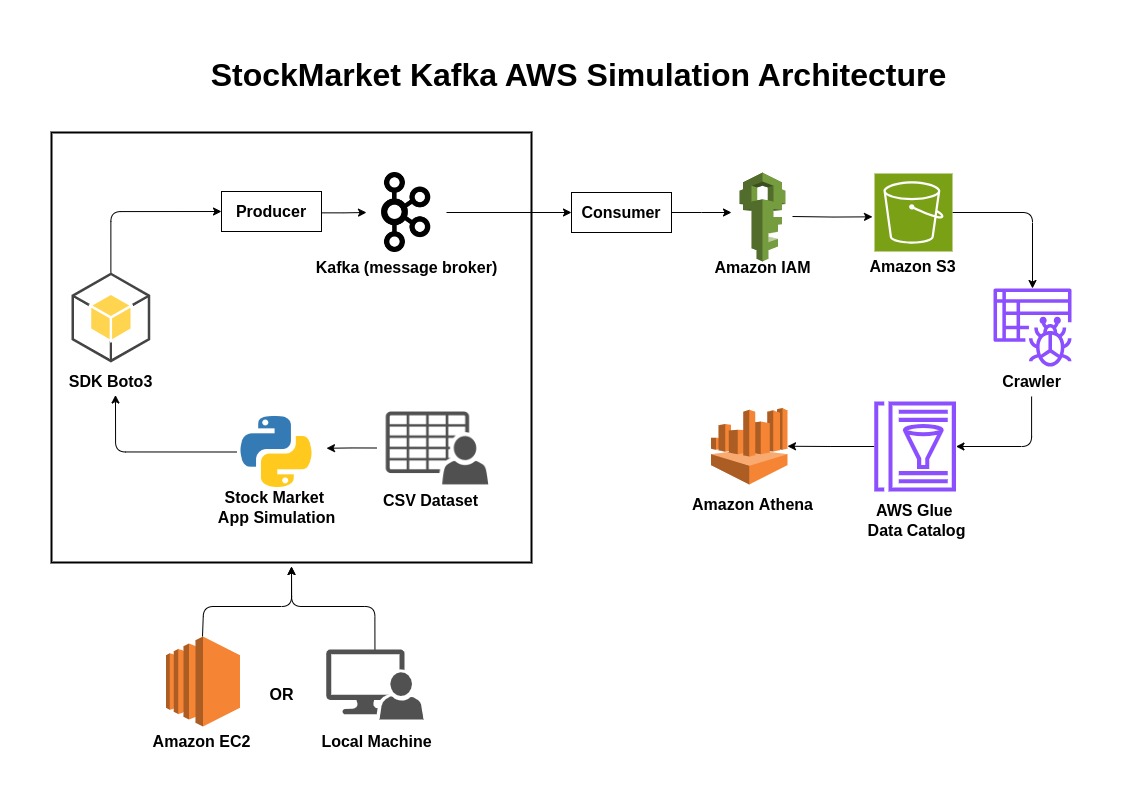 StockMarket Kafka AWS Simulation Architecture
Producer
Kafka (message broker)
Consumer
Amazon IAM
Amazon S3
SDK Boto3
Crawler
Stock Market
App Simulation
CSV Dataset
Amazon Athena
AWS Glue
Data Catalog
Amazon EC2
OR
Local Machine